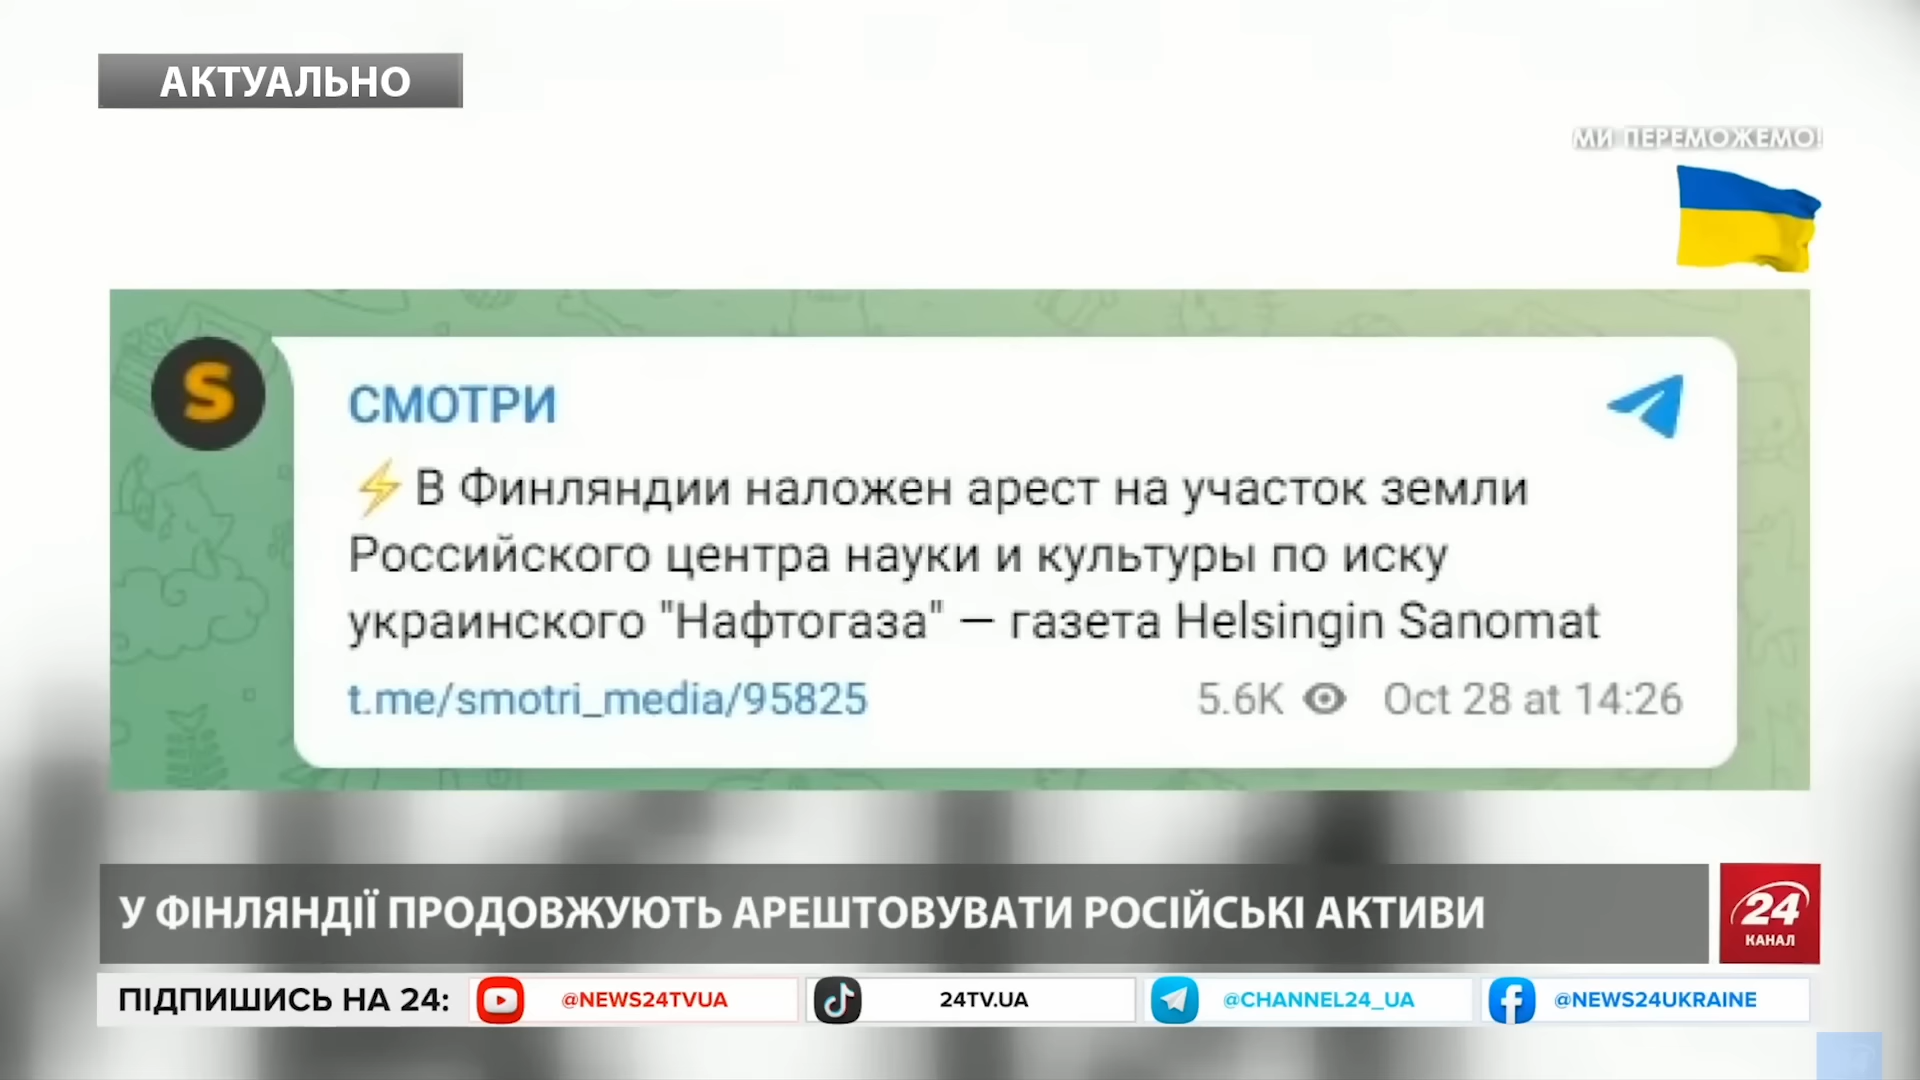 АКТУАЛЬНО
МИ ПЕРЕМОЖЕМО!
S
СМОТРИ
⚡В Финляндии наложен арест на участок земли
Российского центра науки и культуры по иску
украинского "Нафтогаза" — газета Helsingin Sanomat
t.me/smotri_media/95825 5.6K Oct 28 at 14:26
У ФІНЛЯНДІЇ ПРОДОВЖУЮТЬ АРЕШТОВУВАТИ РОСІЙСЬКІ АКТИВИ
24
КАНАЛ
ПІДПИШИСЬ НА 24: @NEWS24TVUA 24TV.UA @CHANNEL24_UA @NEWS24UKRAINE